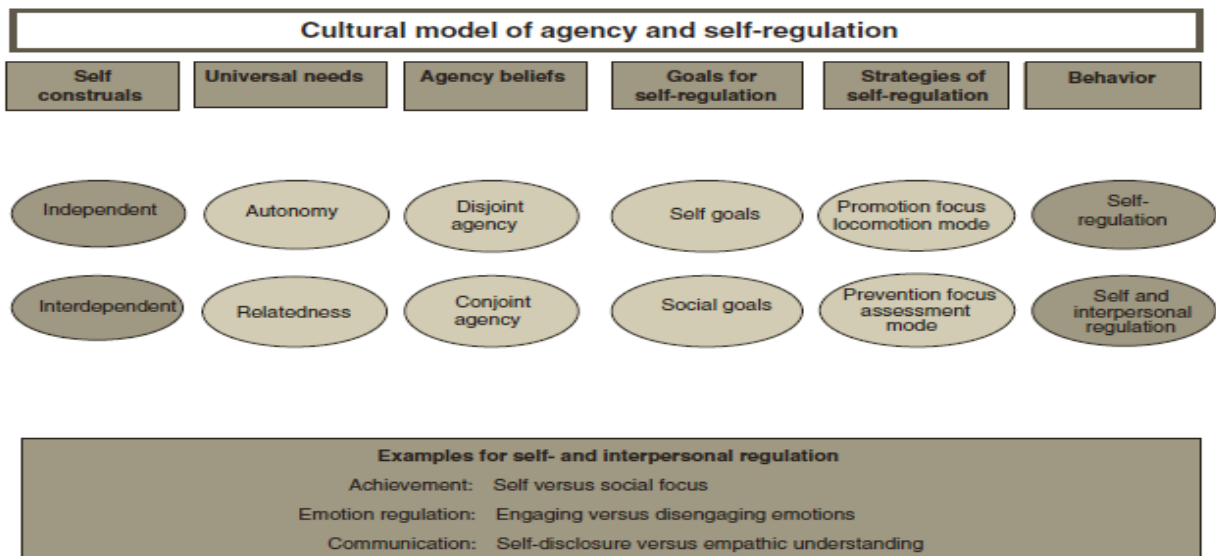 Cultural model of agency and self-regulation
Self
construals
Universal needs
Agency beliefs
Goals for
self-regulation
Strategies of
self-regulation
Behavior
Independent
Autonomy
Disjoint
agency
Self goals
Promotion focus
locomotion mode
Self-
regulation
Interdependent
Relatedness
Conjoint
agency
Social goals
Prevention focus
assessment
mode
Self and
interpersonal
regulation
Examples for self- and interpersonal regulation
Achievement: Self versus social focus
Emotion regulation: Engaging versus disengaging emotions
Communication: Self-disclosure versus empathic understanding